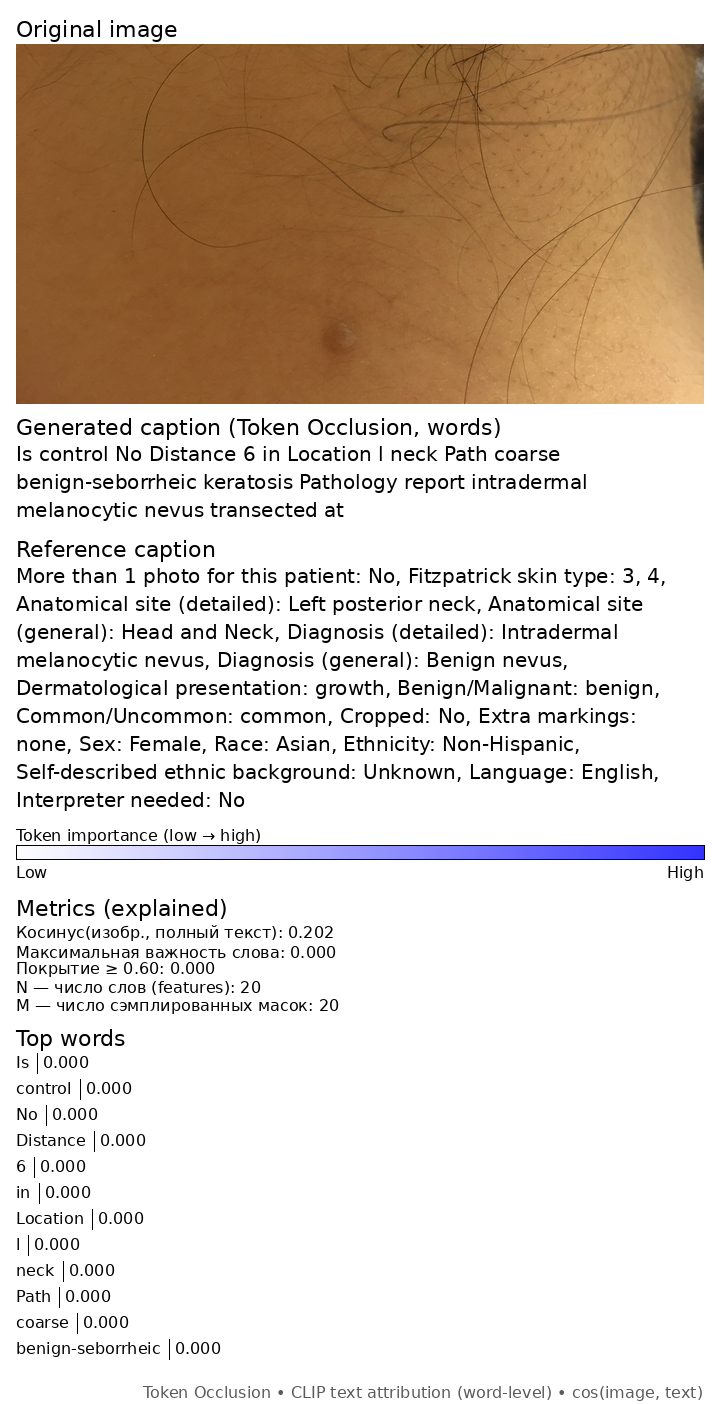 Original image
Generated caption (Token Occlusion, words)
Is control No Distance 6 in Location l neck Path coarse
benign-seborrheic keratosis Pathology report intradermal
melanocytic nevus transected at
Reference caption
More than 1 photo for this patient: No, Fitzpatrick skin type: 3, 4,
Anatomical site (detailed): Left posterior neck, Anatomical site
(general): Head and Neck, Diagnosis (detailed): Intradermal
melanocytic nevus, Diagnosis (general): Benign nevus,
Dermatological presentation: growth, Benign/Malignant: benign,
Common/Uncommon: common, Cropped: No, Extra markings:
none, Sex: Female, Race: Asian, Ethnicity: Non-Hispanic,
Self-described ethnic background: Unknown, Language: English,
Interpreter needed: No
Token importance (low → high)
Low High
Metrics (explained)
Косинус(изобр., полный текст): 0.202
Максимальная важность слова: 0.000
Покрытие ≥ 0.60: 0.000
N — число слов (features): 20
M — число сэмплированных масок: 20
Top words
Is 0.000
control 0.000
No 0.000
Distance 0.000
6 0.000
in 0.000
Location 0.000
l 0.000
neck 0.000
Path 0.000
coarse 0.000
benign-seborrheic 0.000
Token Occlusion • CLIP text attribution (word-level) • cos(image, text)